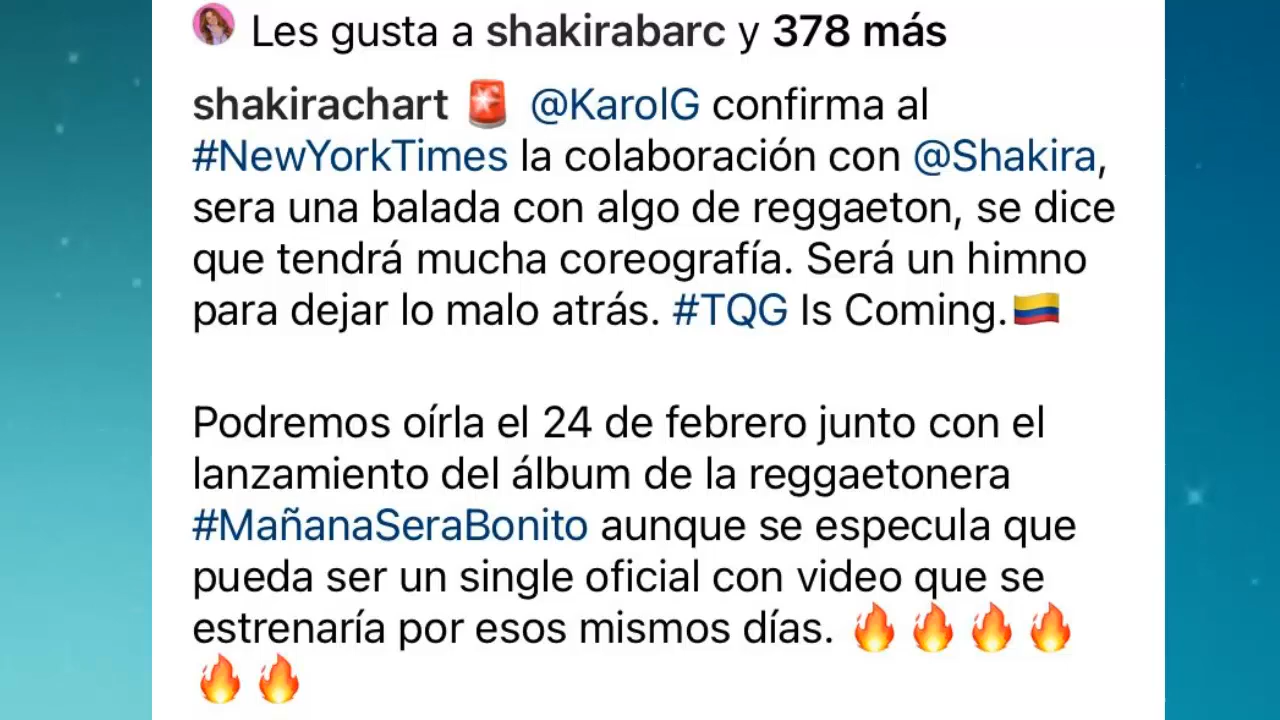 Les gusta a shakirabarc y 378 más
shakirachart 🚨 @KarolG confirma al
#NewYorkTimes la colaboración con @Shakira,
sera una balada con algo de reggaeton, se dice
que tendrá mucha coreografía. Será un himno
para dejar lo malo atrás. #TQG Is Coming.🇨🇴
Podremos oírla el 24 de febrero junto con el
lanzamiento del álbum de la reggaetonera
#MañanaSeraBonito aunque se especula que
pueda ser un single oficial con video que se
estrenaría por esos mismos días. 🔥🔥🔥🔥
🔥🔥